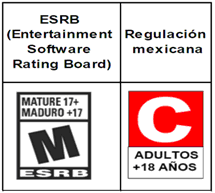 ESRB
(Entertainment
Software
Rating Board)
Regulación
mexicana
MATURE 17+
MADURO +17
M
ESRB
C
ADULTOS
+18 AÑOS